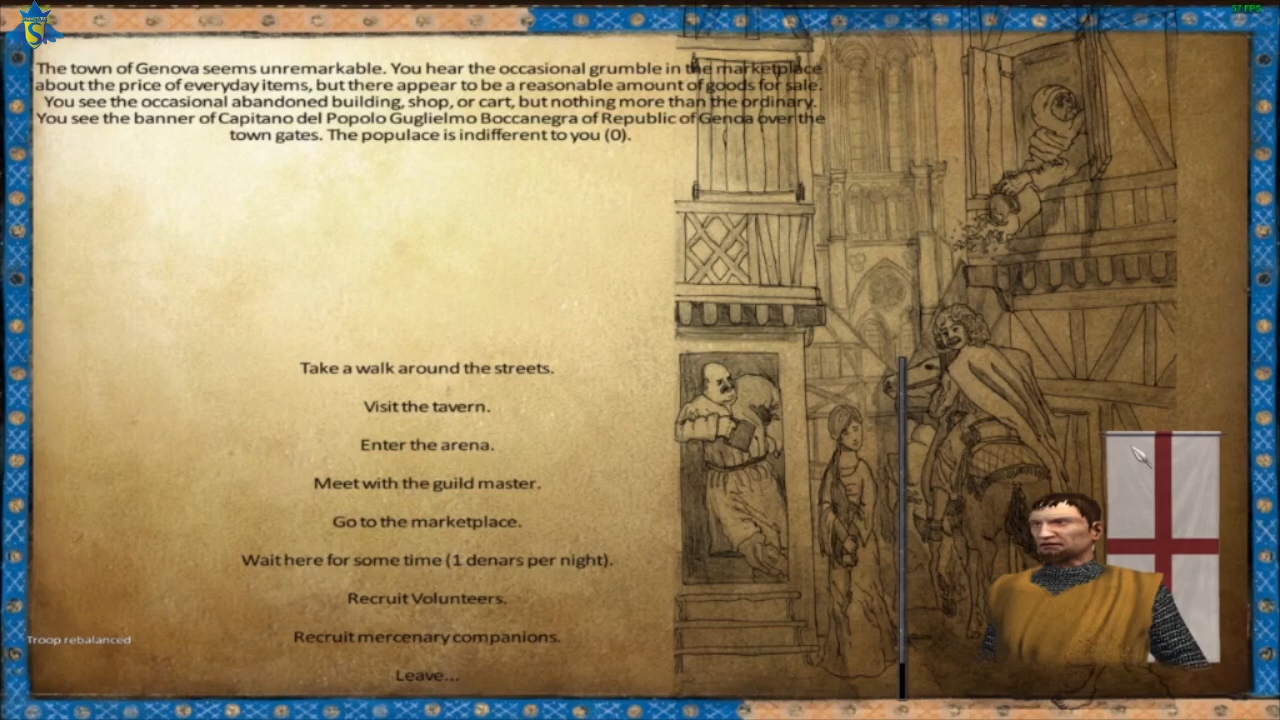 57 FPS
The town of Genova seems unremarkable. You hear the occasional grumble in the marketplace
about the price of everyday items, but there appear to be a reasonable amount of goods for sale.
You see the occasional abandoned building, shop, or cart, but nothing more than the ordinary.
You see the banner of Capitano del Popolo Guglielmo Boccanegra of Republic of Genoa over the
town gates. The populace is indifferent to you (0).
Take a walk around the streets.
Visit the tavern.
Enter the arena.
Meet with the guild master.
Go to the marketplace.
Wait here for some time (1 denars per night).
Recruit Volunteers.
Troop rebalanced
Recruit mercenary companions.
Leave...